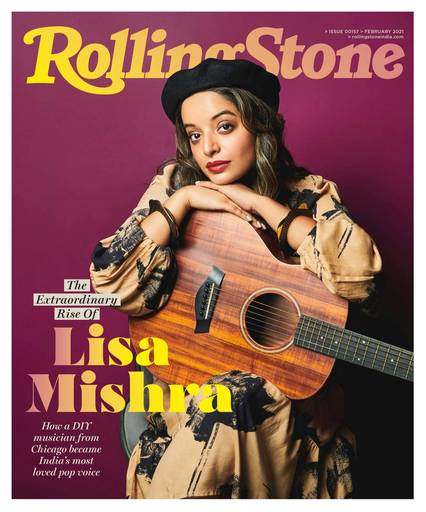 RollingStone
> ISSUE 00157 > FEBRUARY 2021
> rollingstoneindia.com
The
Extraordinary
Rise Of
Lisa
Mishra
How a DIY
musician from
Chicago became
India's most
loved pop voice